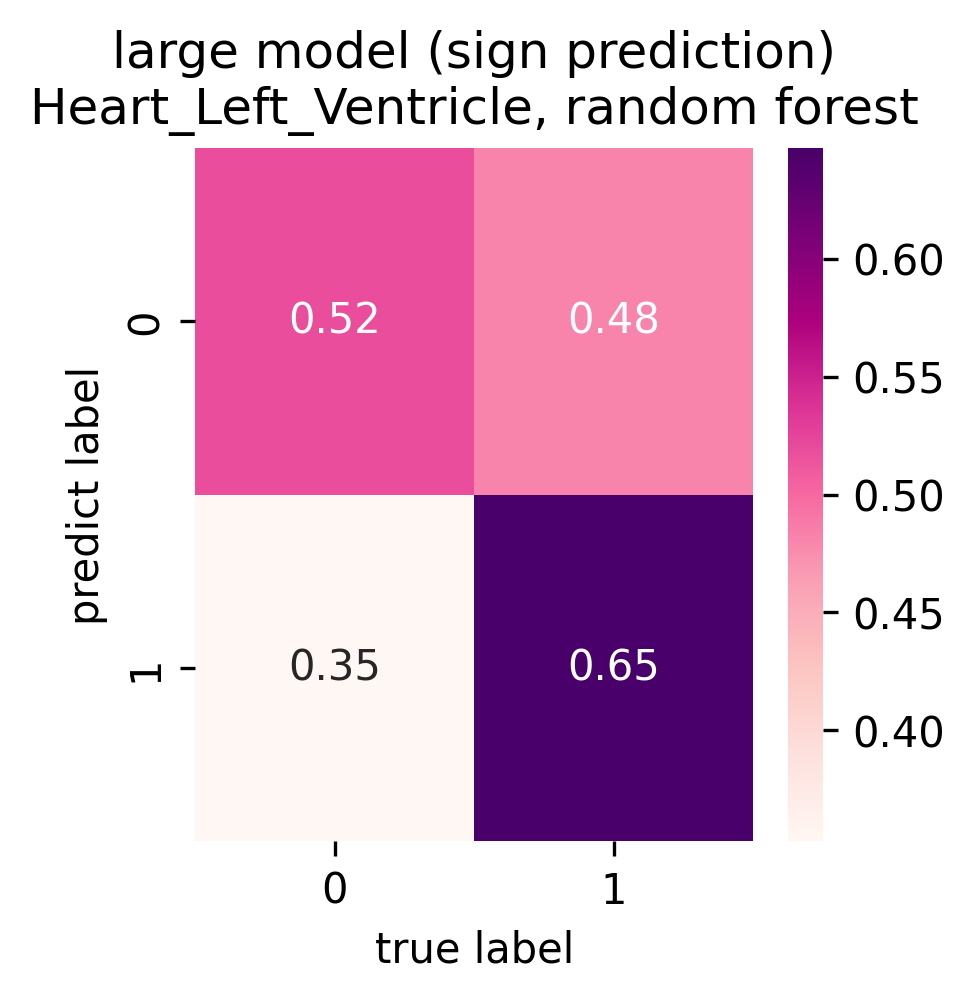 large model (sign prediction)
Heart_Left_Ventricle, random forest
0.52 0.48
0.35 0.65
0
1
predict label
0 1
true label
0.60
0.55
0.50
0.45
0.40